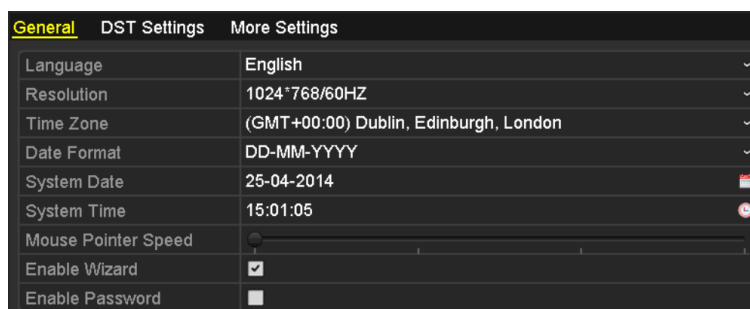 General DST Settings More Settings
Language English
Resolution 1024*768/60HZ
Time Zone (GMT+00:00) Dublin, Edinburgh, London
Date Format DD-MM-YYYY
System Date 25-04-2014
System Time 15:01:05
Mouse Pointer Speed
Enable Wizard
Enable Password